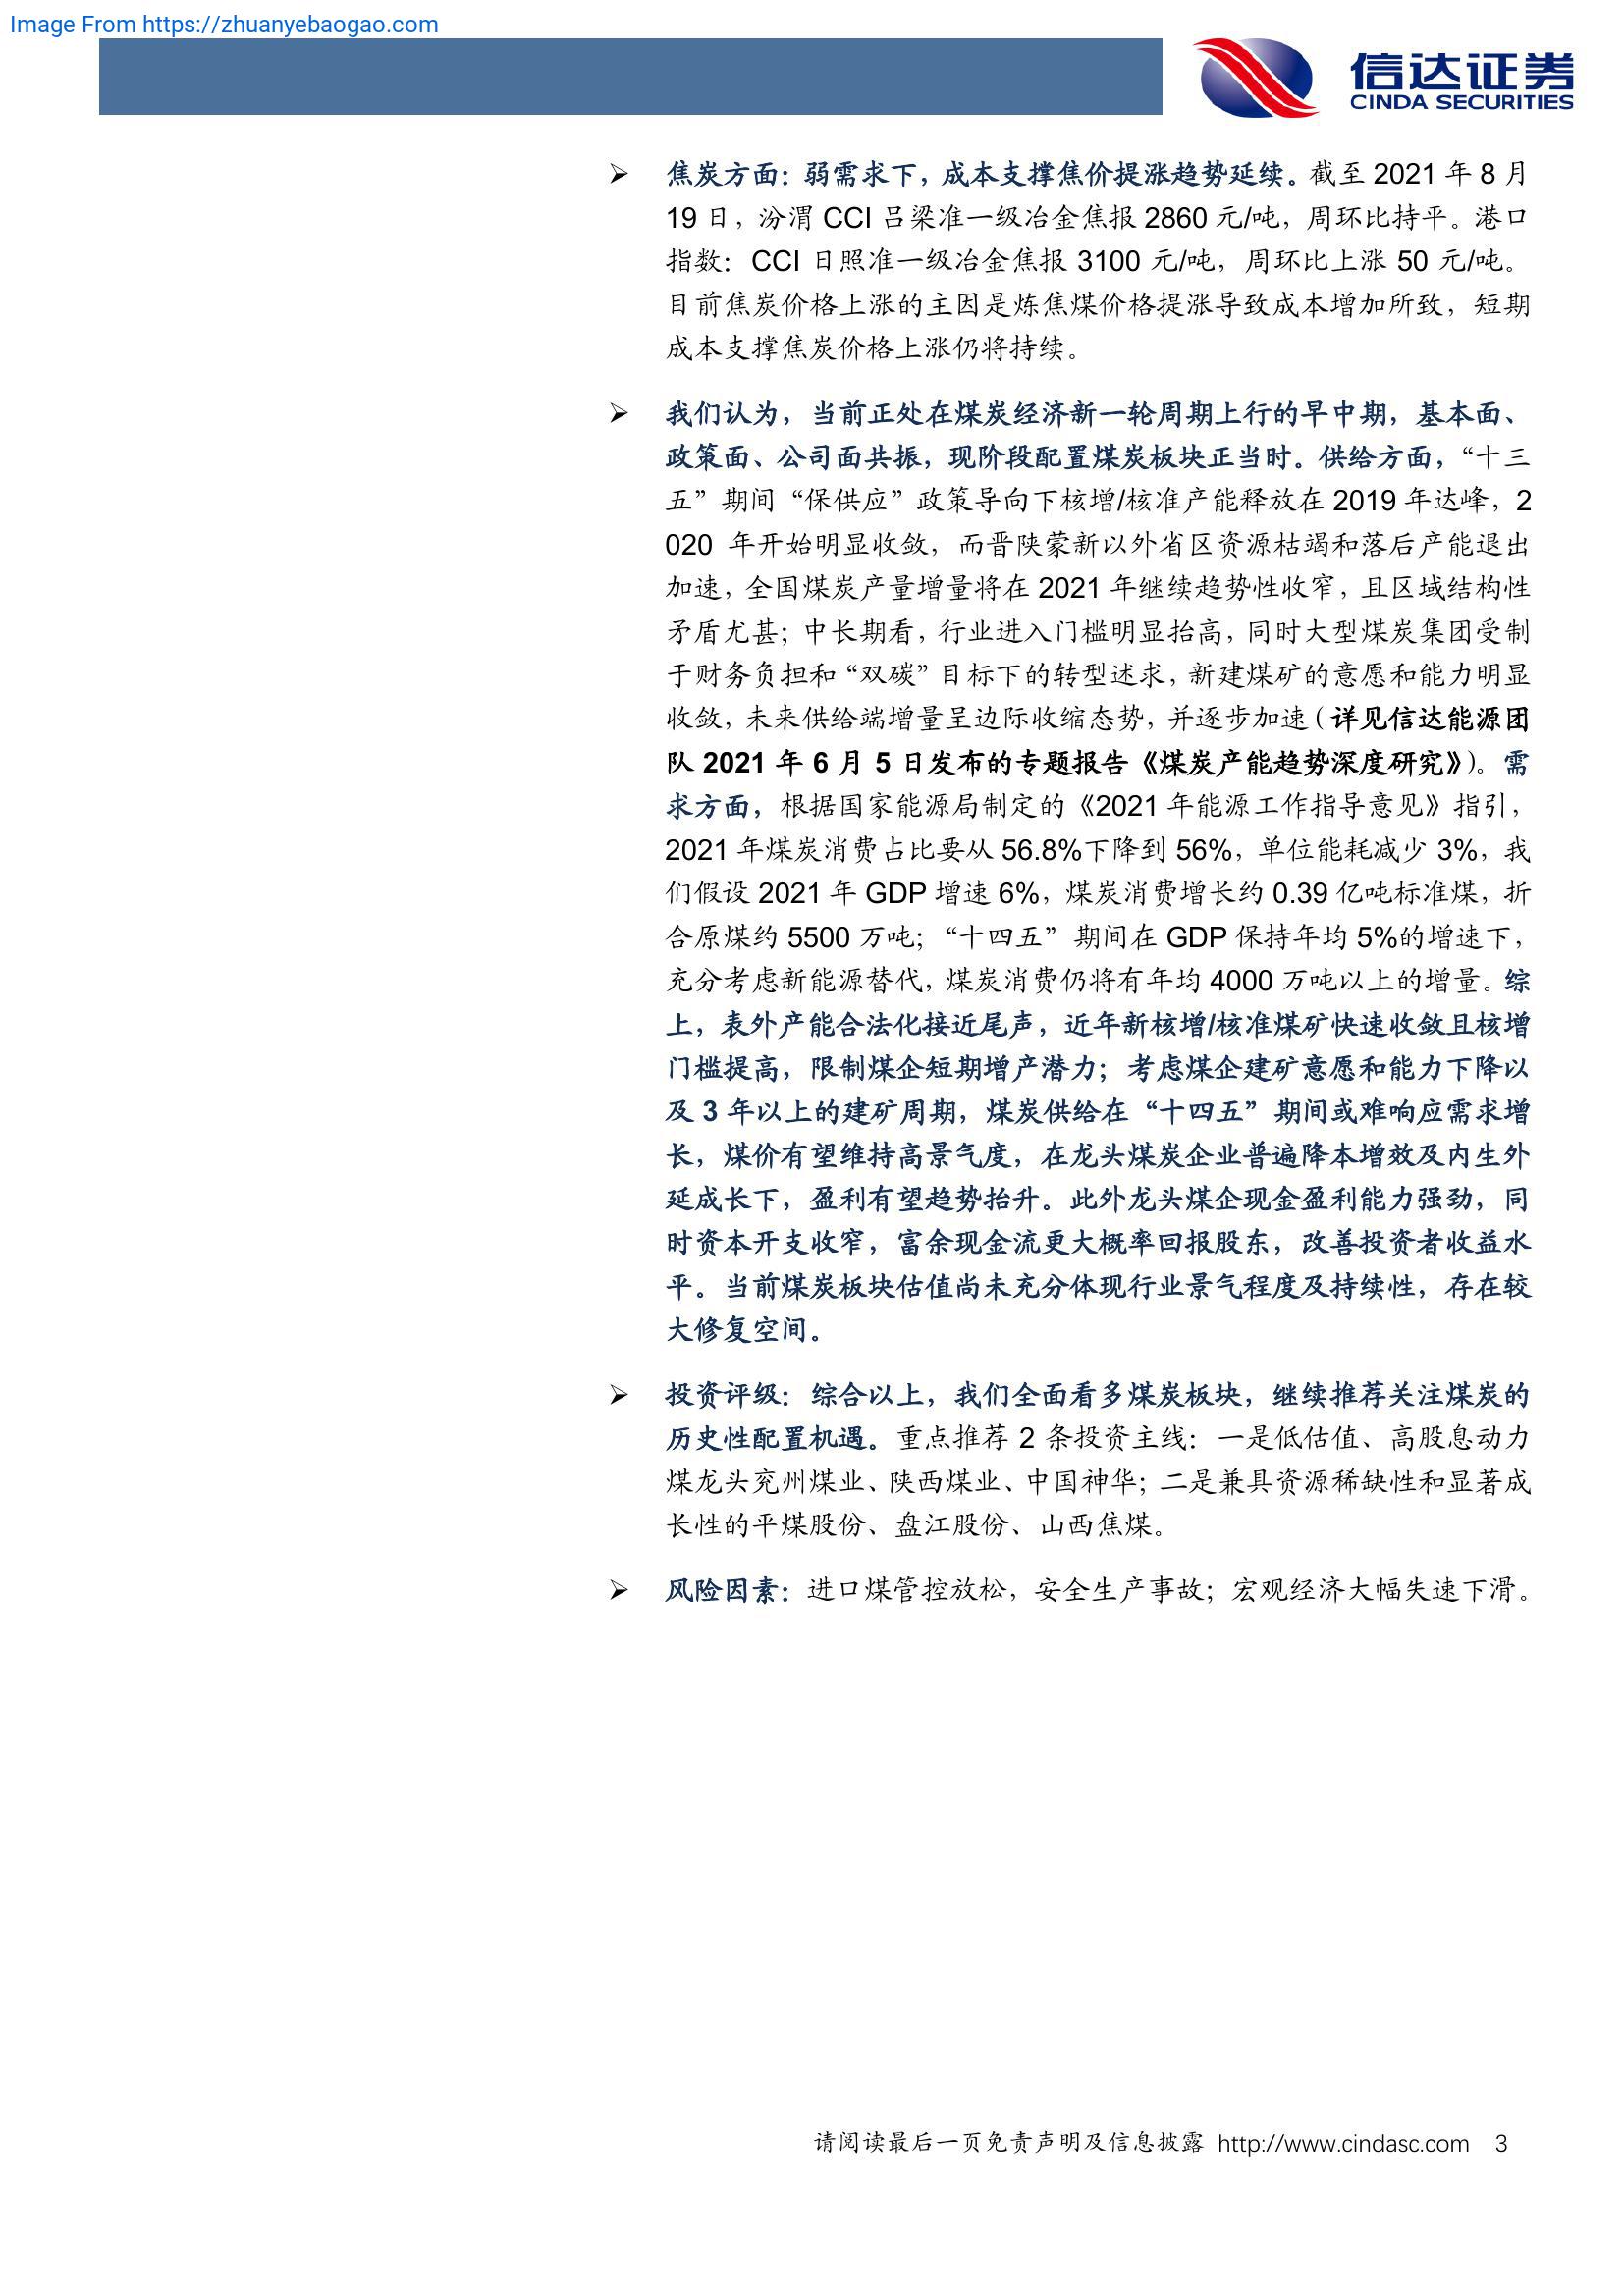 Image From https://zhuanyebaogao.com
信达证券
CINDA SECURITIES
➢ 焦炭方面：弱需求下，成本支撑焦价提涨趋势延续。截至 2021 年 8 月
19 日，汾渭 CCI 吕梁准一级冶金焦报 2860 元/吨，周环比持平。港口
指数：CCI 日照准一级冶金焦报 3100 元/吨，周环比上涨 50 元/吨。
目前焦炭价格上涨的主因是炼焦煤价格提涨导致成本增加所致，短期
成本支撑焦炭价格上涨仍将持续。
➢ 我们认为，当前正处在煤炭经济新一轮周期上行的早中期，基本面、
政策面、公司面共振，现阶段配置煤炭板块正当时。供给方面，“十三
五”期间“保供应”政策导向下核增/核准产能释放在 2019 年达峰，2
020 年开始明显收敛，而晋陕蒙新以外省区资源枯竭和落后产能退出
加速，全国煤炭产量增量将在 2021 年继续趋势性收窄，且区域结构性
矛盾尤甚；中长期看，行业进入门槛明显抬高，同时大型煤炭集团受制
于财务负担和“双碳”目标下的转型述求，新建煤矿的意愿和能力明显
收敛，未来供给端增量呈边际收缩态势，并逐步加速（详见信达能源团
队 2021 年 6 月 5 日发布的专题报告《煤炭产能趋势深度研究》）。需
求方面，根据国家能源局制定的《2021 年能源工作指导意见》指引，
2021 年煤炭消费占比要从 56.8%下降到 56%，单位能耗减少 3%，我
们假设 2021 年 GDP 增速 6%，煤炭消费增长约 0.39 亿吨标准煤，折
合原煤约 5500 万吨；“十四五”期间在 GDP 保持年均 5%的增速下，
充分考虑新能源替代，煤炭消费仍将有年均 4000 万吨以上的增量。综
上，表外产能合法化接近尾声，近年新核增/核准煤矿快速收敛且核增
门槛提高，限制煤企短期增产潜力；考虑煤企建矿意愿和能力下降以
及 3 年以上的建矿周期，煤炭供给在“十四五”期间或难响应需求增
长，煤价有望维持高景气度，在龙头煤炭企业普遍降本增效及内生外
延成长下，盈利有望趋势抬升。此外龙头煤企现金盈利能力强劲，同
时资本开支收窄，富余现金流更大概率回报股东，改善投资者收益水
平。当前煤炭板块估值尚未充分体现行业景气程度及持续性，存在较
大修复空间。
➢ 投资评级：综合以上，我们全面看多煤炭板块，继续推荐关注煤炭的
历史性配置机遇。重点推荐 2 条投资主线：一是低估值、高股息动力
煤龙头兖州煤业、陕西煤业、中国神华；二是兼具资源稀缺性和显著成
长性的平煤股份、盘江股份、山西焦煤。
➢ 风险因素：进口煤管控放松，安全生产事故；宏观经济大幅失速下滑。
请阅读最后一页免责声明及信息披露 http://www.cindasc.com 3